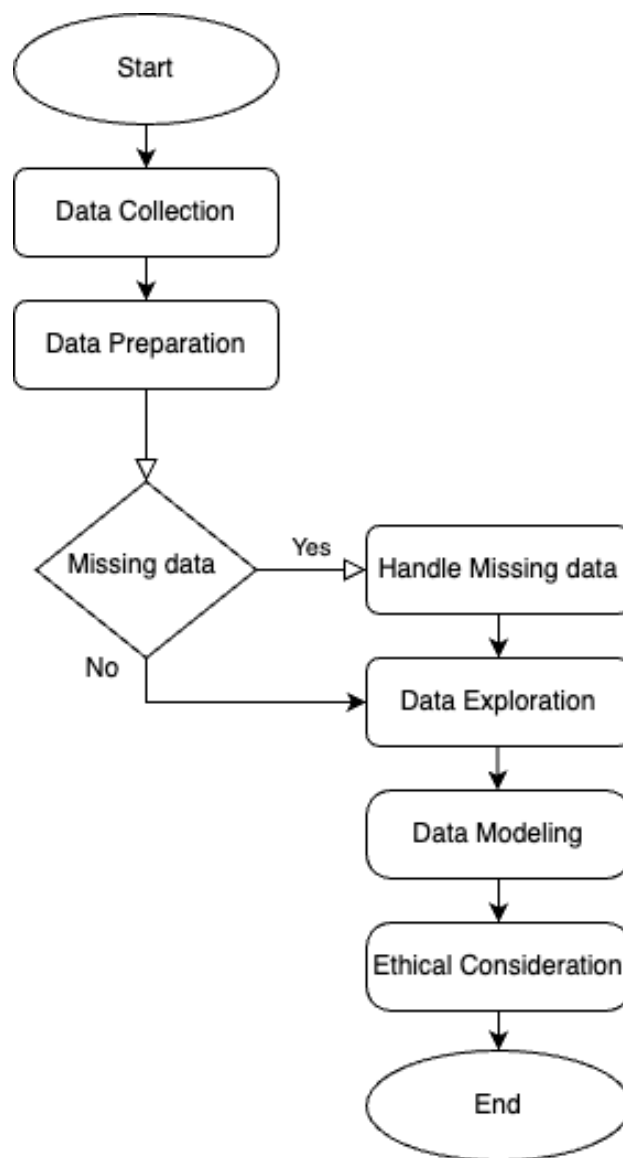 Start
Data Collection
Data Preparation
Missing data
Yes
Handle Missing data
No
Data Exploration
Data Modeling
Ethical Consideration
End